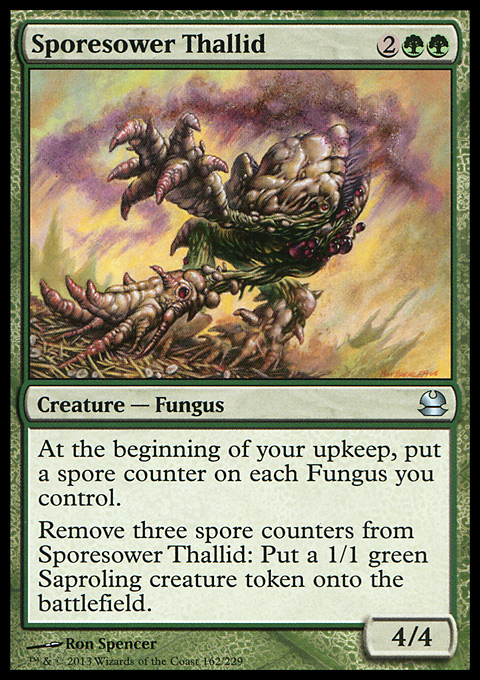 Sporesower Thallid 2
Creature — Fungus
At the beginning of your upkeep, put
a spore counter on each Fungus you
control.
Remove three spore counters from
Sporesower Thallid: Put a 1/1 green
Saproling creature token onto the
battlefield.
4/4
Ron Spencer
™ & © 2013 Wizards of the Coast 162/229